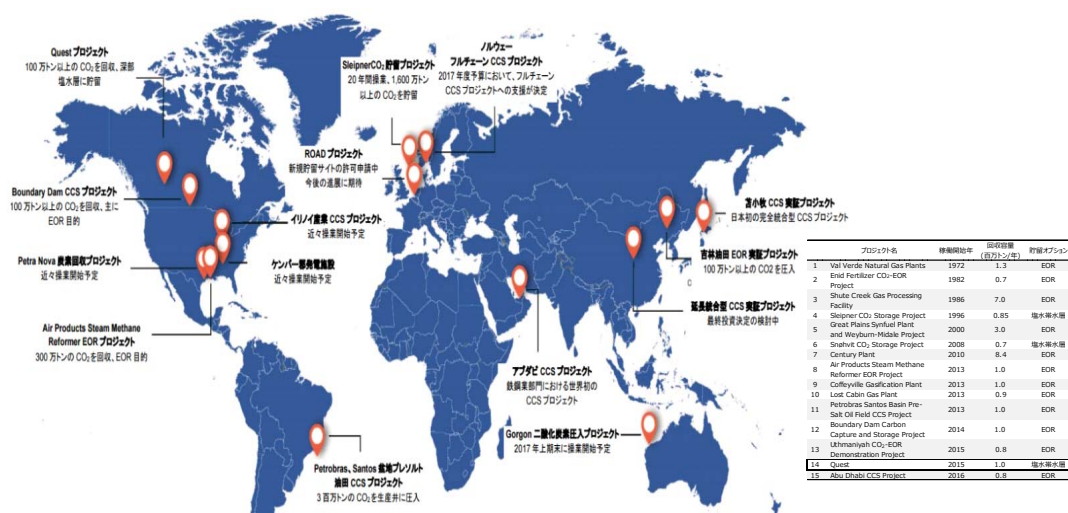 Quest プロジェクト
100 万トン以上の CO₂ を回収、深部
塩水層に貯留
SleipnerCO₂ 貯留プロジェクト
20 年間操業、1,600 万トン
以上の CO₂ を貯留
ノルウェー
フルチェーン CCS プロジェクト
2017 年度予算において、フルチェーン
CCS プロジェクトへの支援が決定
ROAD プロジェクト
新規貯留サイトの許可申請中
今後の進展に期待
Boundary Dam CCS プロジェクト
100 万トン以上の CO₂ を回収、主に
EOR 目的
イリノイ産業 CCS プロジェクト
近々操業開始予定
Petra Nova 炭素回収プロジェクト
近々操業開始予定
ケンパー郡発電施設
近々操業開始予定
Air Products Steam Methane
Reformer EOR プロジェクト
300 万トンの CO₂ を回収、EOR 目的
苫小牧 CCS 実証プロジェクト
日本初の完全統合型 CCS プロジェクト
吉林油田 EOR 実証プロジェクト
100 万トン以上の CO2 を圧入
延長統合型 CCS 実証プロジェクト
最終投資決定の検討中
アブダビ CCS プロジェクト
鉄鋼業部門における世界初の
CCS プロジェクト
Gorgon 二酸化炭素圧入プロジェクト
2017 年上期末に操業開始予定
Petrobras、Santos 盆地プレソルト
油田 CCS プロジェクト
3 百万トンの CO₂ を生産井に圧入
プロジェクト名 稼働開始年 回収容量 (百万トン/年) 貯留オプション
1 Val Verde Natural Gas Plants 1972 1.3 EOR
2 Enid Fertilizer CO₂-EOR Project 1982 0.7 EOR
3 Shute Creek Gas Processing Facility 1986 7.0 EOR
4 Sleipner CO₂ Storage Project 1996 0.85 塩水帯水層
5 Great Plains Synfuel Plant and Weyburn-Midale Project 2000 3.0 EOR
6 Snøhvit CO₂ Storage Project 2008 0.7 塩水帯水層
7 Century Plant 2010 8.4 EOR
8 Air Products Steam Methane Reformer EOR Project 2013 1.0 EOR
9 Coffeyville Gasification Plant 2013 1.0 EOR
10 Lost Cabin Gas Plant 2013 0.9 EOR
11 Petrobras Santos Basin Pre-Salt Oil Field CCS Project 2013 1.0 EOR
12 Boundary Dam Carbon Capture and Storage Project 2014 1.0 EOR
13 Uthmaniyah CO₂-EOR Demonstration Project 2015 0.8 EOR
14 Quest 2015 1.0 塩水帯水層
15 Abu Dhabi CCS Project 2016 0.8 EOR